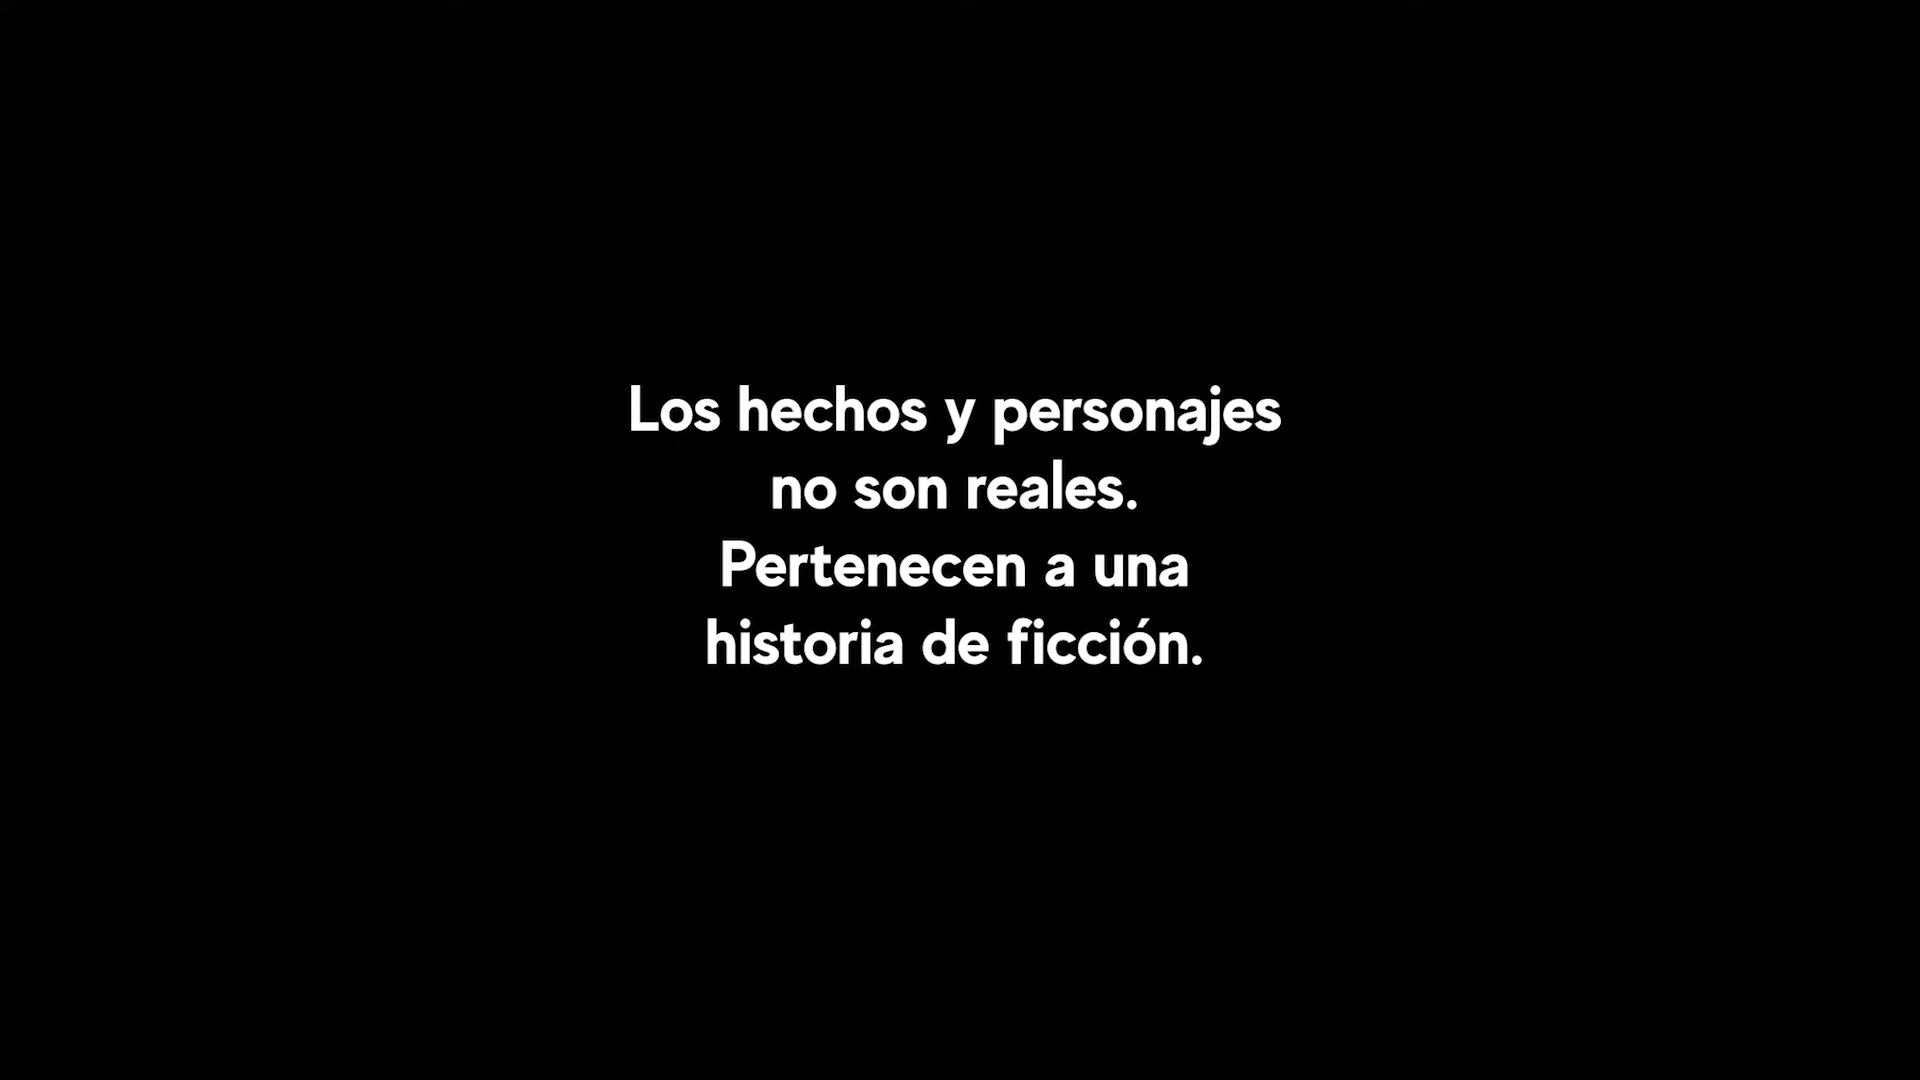 Los hechos y personajes
no son reales.
Pertenecen a una
historia de ficción.